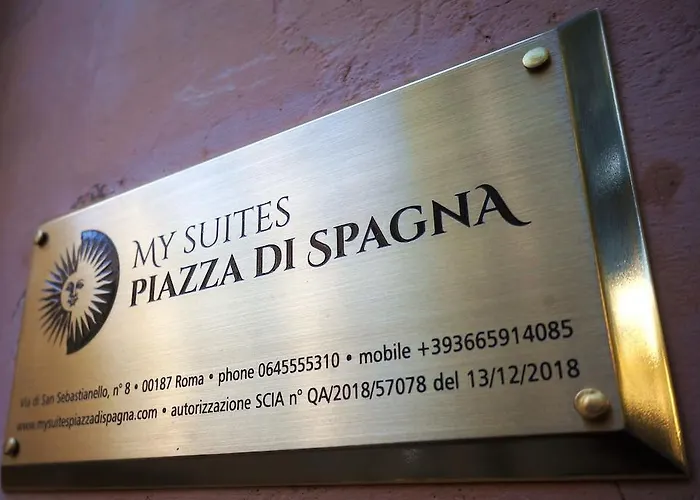 MY SUITES
PIAZZA DI SPAGNA
Via di San Sebastianello, n° 8 • 00187 Roma • phone 0645555310 • mobile +393665914085
www.mysuitespiazzadispagna.com • autorizzazione SCIA n° QA/2018/57078 del 13/12/2018